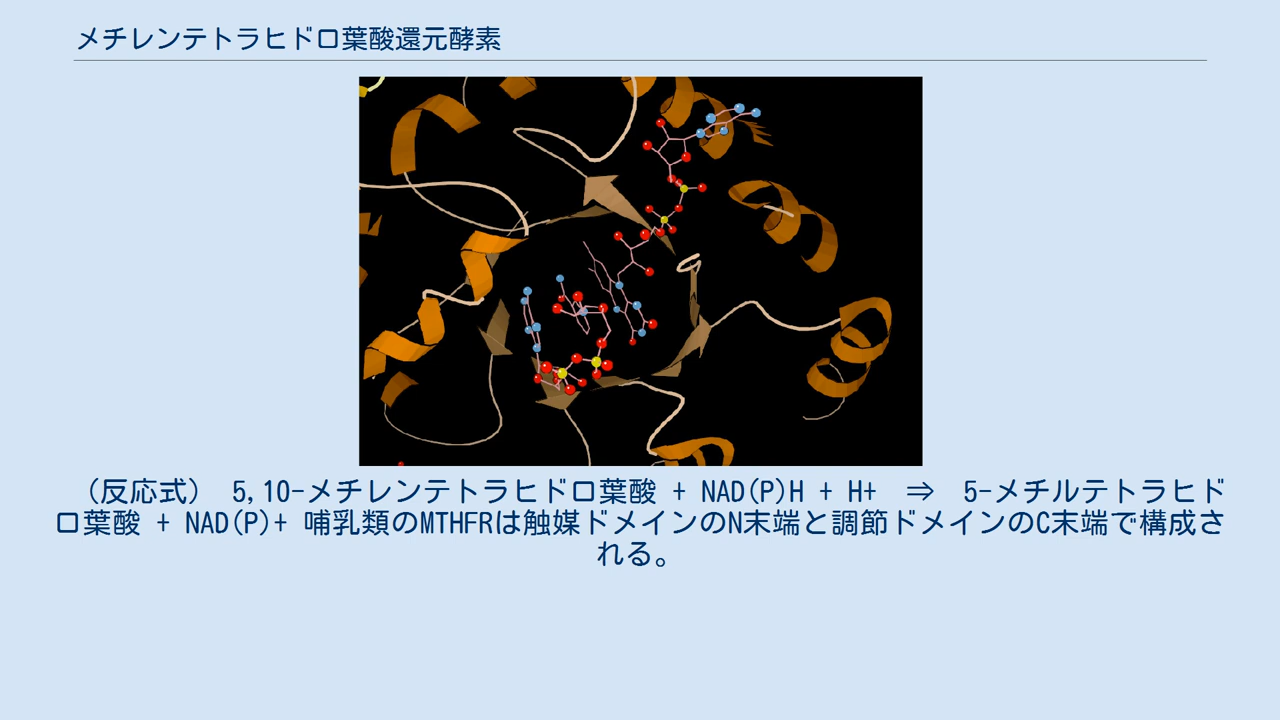 メチレンテトラヒドロ葉酸還元酵素
（反応式） 5,10-メチレンテトラヒドロ葉酸 + NAD(P)H + H+ ⇒ 5-メチルテトラヒド
ロ葉酸 + NAD(P)+ 哺乳類のMTHFRは触媒ドメインのN末端と調節ドメインのC末端で構成さ
れる。